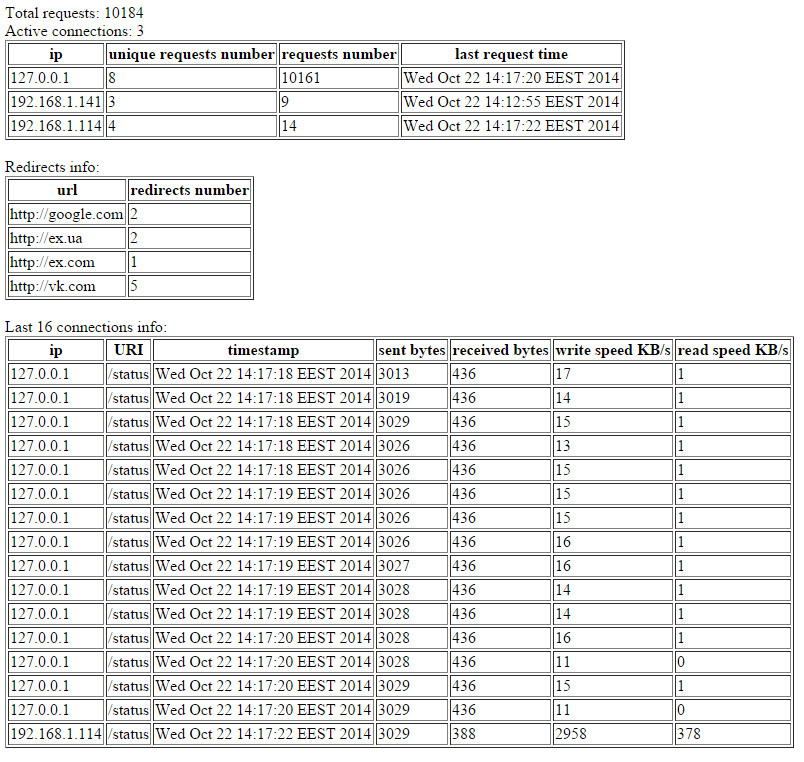 Total requests: 10184
Active connections: 3
ip unique requests number requests number last request time
127.0.0.1 8 10161 Wed Oct 22 14:17:20 EEST 2014
192.168.1.141 3 9 Wed Oct 22 14:12:55 EEST 2014
192.168.1.114 4 14 Wed Oct 22 14:17:22 EEST 2014
Redirects info:
url redirects number
http://google.com 2
http://ex.ua 2
http://ex.com 1
http://vk.com 5
Last 16 connections info:
ip URI timestamp sent bytes received bytes write speed KB/s read speed KB/s
127.0.0.1 /status Wed Oct 22 14:17:18 EEST 2014 3013 436 17 1
127.0.0.1 /status Wed Oct 22 14:17:18 EEST 2014 3019 436 14 1
127.0.0.1 /status Wed Oct 22 14:17:18 EEST 2014 3029 436 15 1
127.0.0.1 /status Wed Oct 22 14:17:18 EEST 2014 3026 436 13 1
127.0.0.1 /status Wed Oct 22 14:17:18 EEST 2014 3026 436 15 1
127.0.0.1 /status Wed Oct 22 14:17:19 EEST 2014 3026 436 15 1
127.0.0.1 /status Wed Oct 22 14:17:19 EEST 2014 3026 436 15 1
127.0.0.1 /status Wed Oct 22 14:17:19 EEST 2014 3026 436 16 1
127.0.0.1 /status Wed Oct 22 14:17:19 EEST 2014 3027 436 16 1
127.0.0.1 /status Wed Oct 22 14:17:19 EEST 2014 3028 436 14 1
127.0.0.1 /status Wed Oct 22 14:17:19 EEST 2014 3028 436 14 1
127.0.0.1 /status Wed Oct 22 14:17:20 EEST 2014 3028 436 16 1
127.0.0.1 /status Wed Oct 22 14:17:20 EEST 2014 3028 436 11 0
127.0.0.1 /status Wed Oct 22 14:17:20 EEST 2014 3029 436 15 1
127.0.0.1 /status Wed Oct 22 14:17:20 EEST 2014 3029 436 11 0
192.168.1.114 /status Wed Oct 22 14:17:22 EEST 2014 3029 388 2958 378